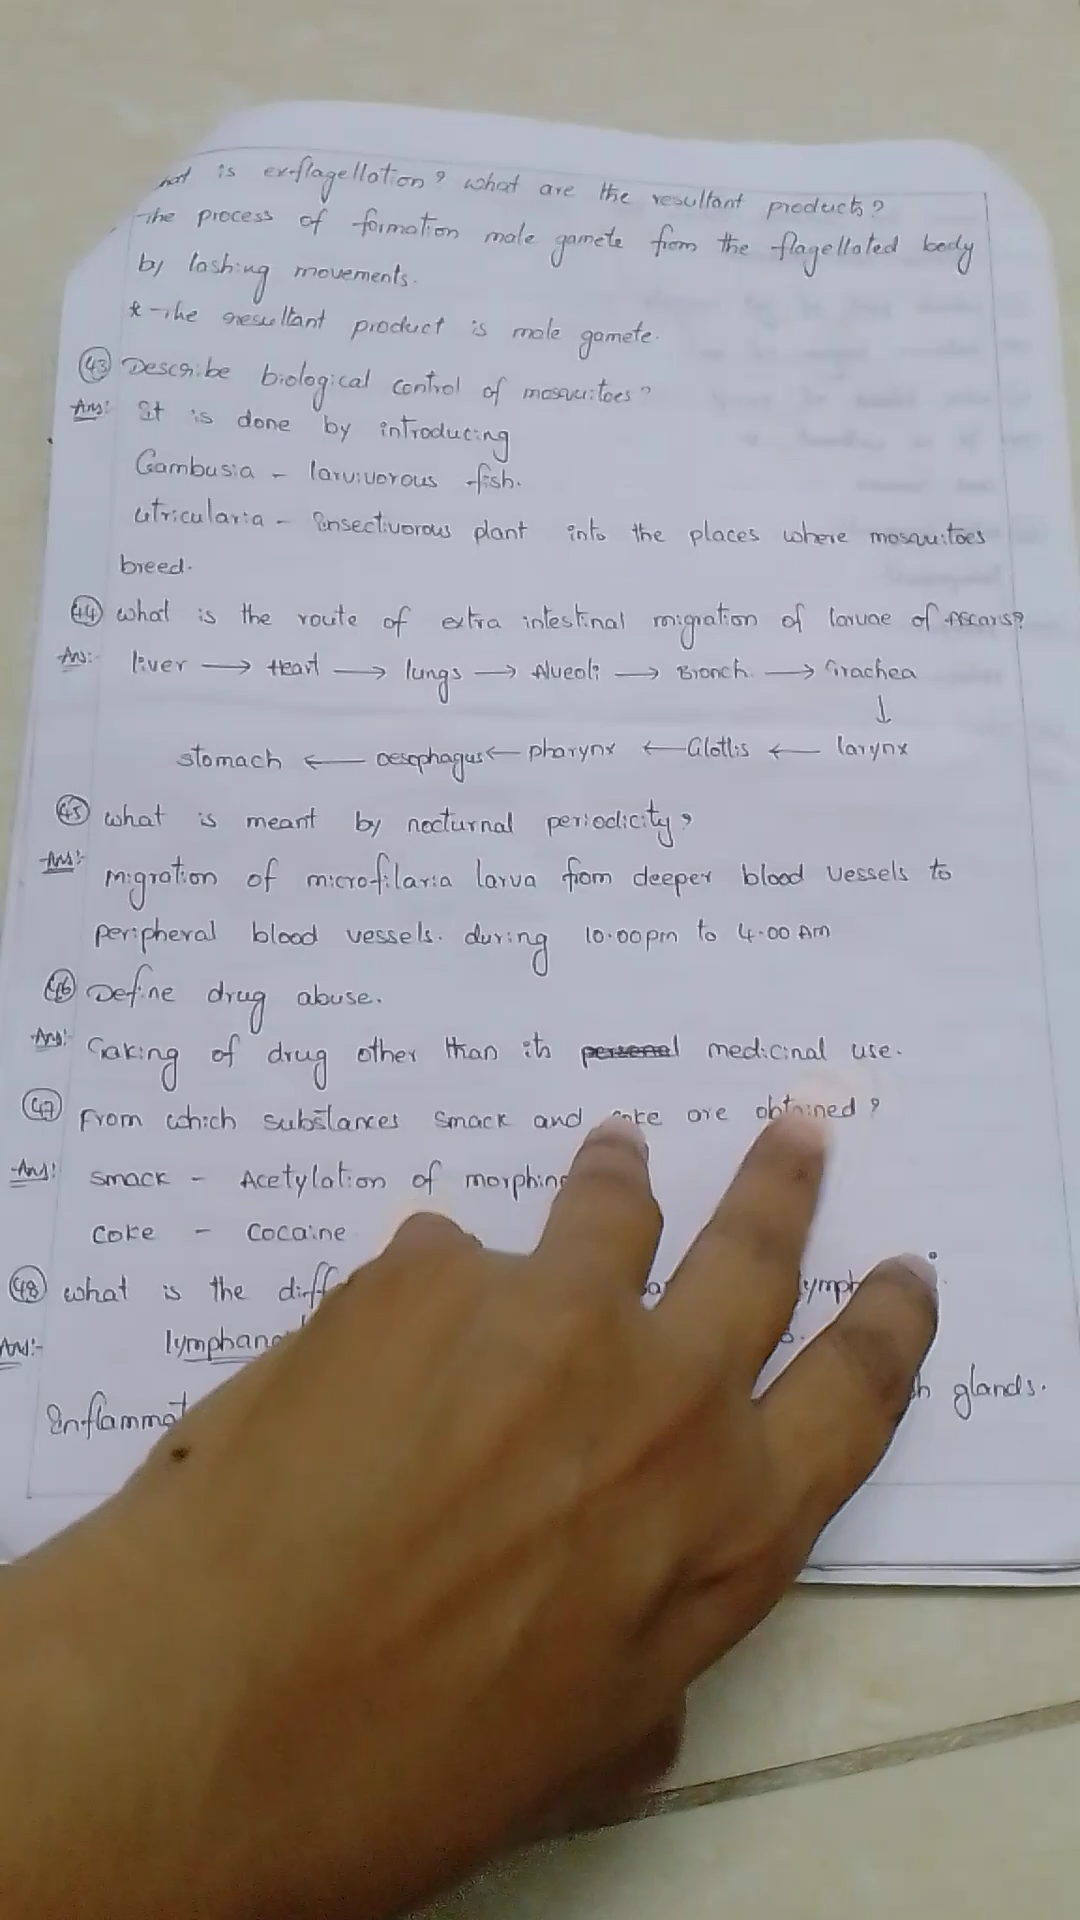 is exflagellation? what are the resultant products?
The process of formation male gamete from the flagellated body
by lashing movements.
* The resultant product is male gamete.
43 Describe biological control of mosquitoes?
Ans: It is done by introducing
Gambusia - larvivorous fish.
Utricularia - Insectivorous plant into the places where mosquitoes
breed.
44 what is the route of extra intestinal migration of larvae of Ascaris?
Ans:- liver → Heart → lungs → Alveoli → Bronchi → Trachea
↓
stomach ← oesophagus ← pharynx ← Glottis ← larynx
45 what is meant by nocturnal periodicity?
Ans:- Migration of microfilaria larva from deeper blood vessels to
peripheral blood vessels. during 10.00pm to 4.00 AM
46 Define drug abuse.
Ans:- Taking of drug other than its personal medicinal use.
47 From which substances smack and coke are obtained?
Ans: smack - Acetylation of
coke - cocaine
48 what is the
Ans:-
glands.